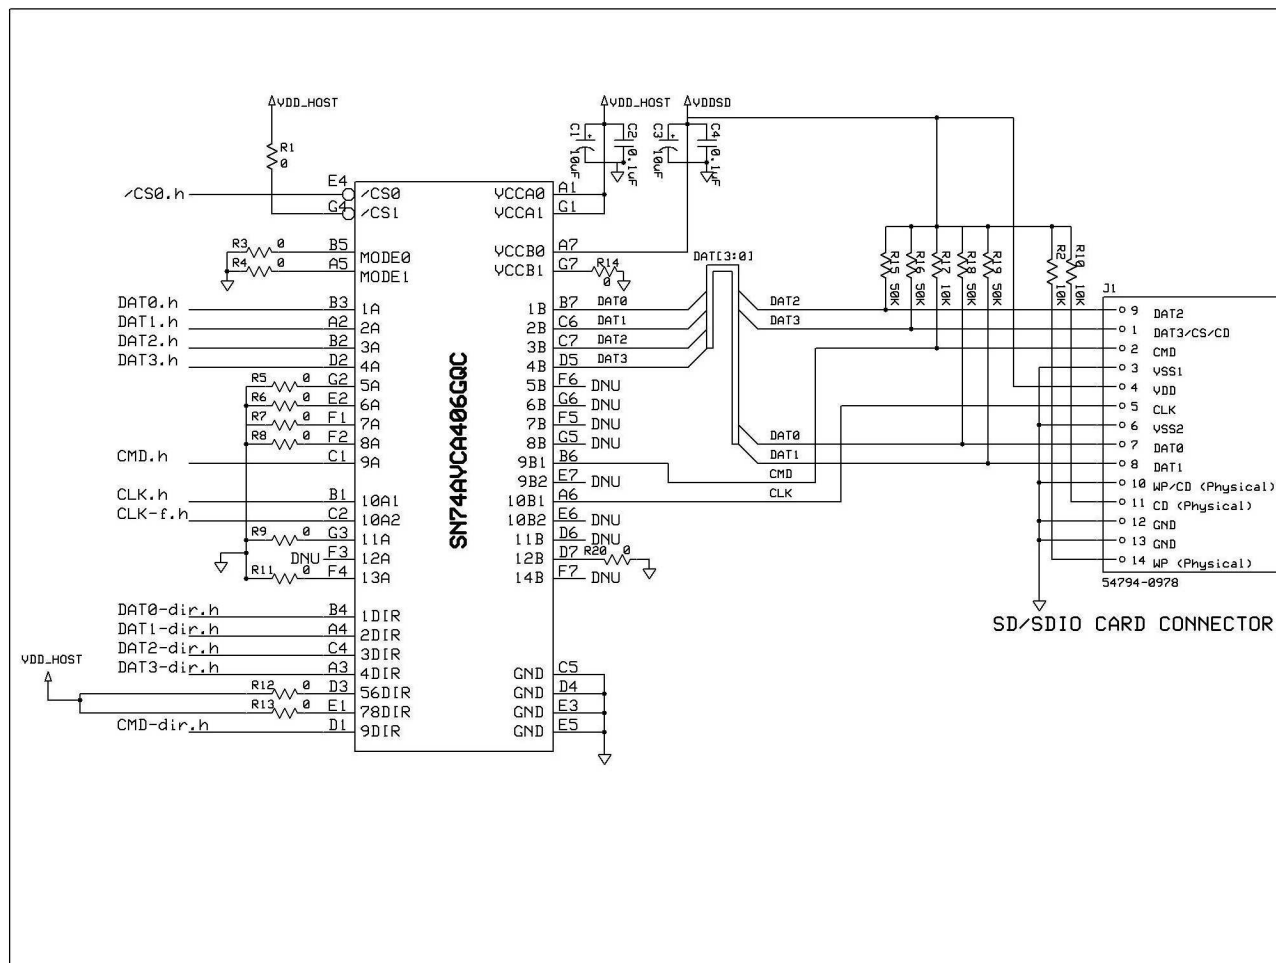 VDD_HOST
R1
0
VDD_HOST
VDDSD
C1 10uF
C2 0.1uF
C3 10uF
C4 0.1uF
/CS0.h
E4 /CS0
G4 /CS1
VCCA0 A1
VCCA1 G1
R3 0 B5 MODE0
R4 0 A5 MODE1
VCCB0 A7
VCCB1 G7 R14 0
DAT[3:0]
R15 50K
R16 50K
R17 10K
R18 50K
R19 50K
R2 10K
R10 10K
J1
DAT0.h B3 1A
DAT1.h A2 2A
DAT2.h B2 3A
DAT3.h D2 4A
R5 0 G2 5A
R6 0 E2 6A
R7 0 F1 7A
R8 0 F2 8A
CMD.h C1 9A
CLK.h B1 10A1
CLK-f.h C2 10A2
R9 0 G3 11A
DNU F3 12A
R11 0 F4 13A
DAT0-dir.h B4 1DIR
DAT1-dir.h A4 2DIR
DAT2-dir.h C4 3DIR
DAT3-dir.h A3 4DIR
VDD_HOST
R12 0 D3 56DIR
R13 0 E1 78DIR
CMD-dir.h D1 9DIR
SN74AVCA406GQC
1B B7 DAT0
2B C6 DAT1
3B C7 DAT2
4B D5 DAT3
5B F6 DNU
6B G6 DNU
7B F5 DNU
8B G5 DNU
9B1 B6 CMD
9B2 E7 DNU
10B1 A6 CLK
10B2 E6 DNU
11B D6 DNU
12B D7 R20 0
14B F7 DNU
GND C5
GND D4
GND E3
GND E5
DAT2
DAT3
DAT0
DAT1
9 DAT2
1 DAT3/CS/CD
2 CMD
3 VSS1
4 VDD
5 CLK
6 VSS2
7 DAT0
8 DAT1
10 WP/CD (Physical)
11 CD (Physical)
12 GND
13 GND
14 WP (Physical)
54794-0978
SD/SDIO CARD CONNECTOR